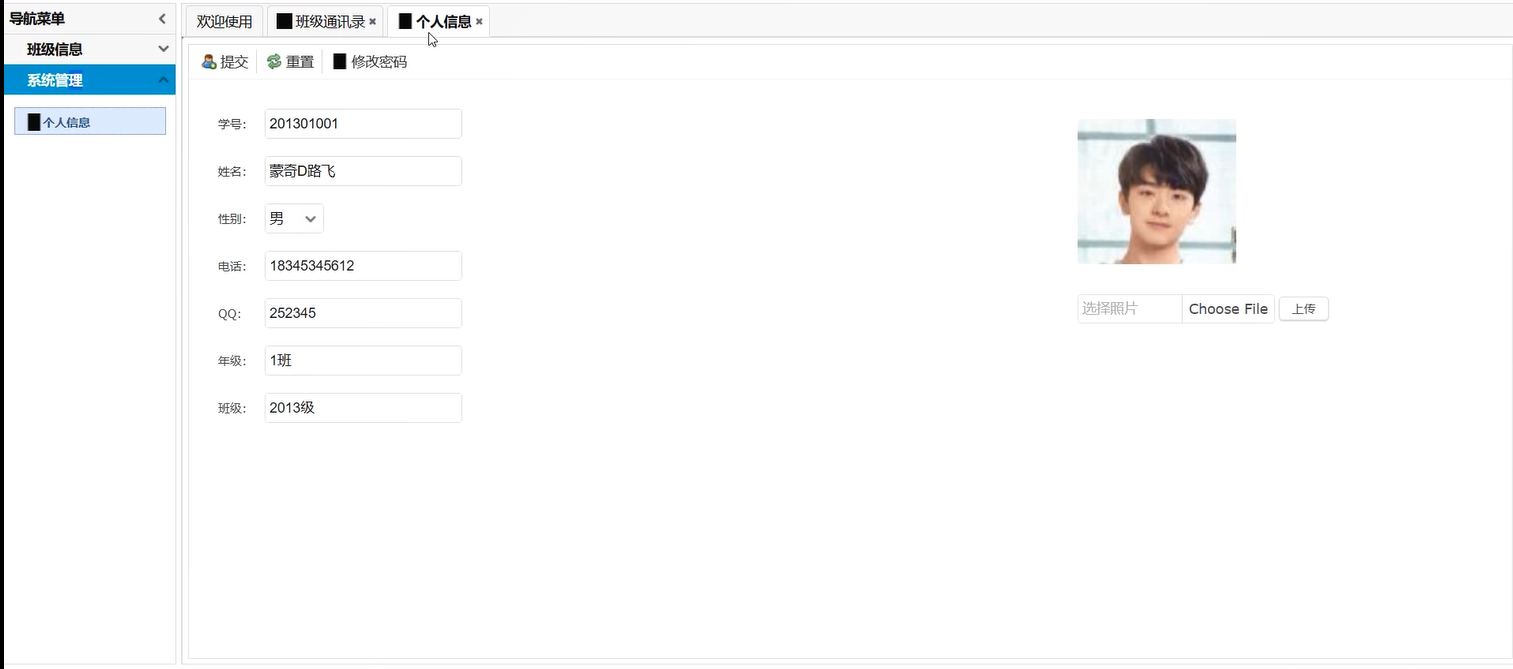 导航菜单
班级信息
系统管理
个人信息
欢迎使用
班级通讯录
个人信息
提交
重置
修改密码
学号: 201301001
姓名: 蒙奇D路飞
性别: 男
电话: 18345345612
QQ: 252345
年级: 1班
班级: 2013级
选择照片 Choose File 上传